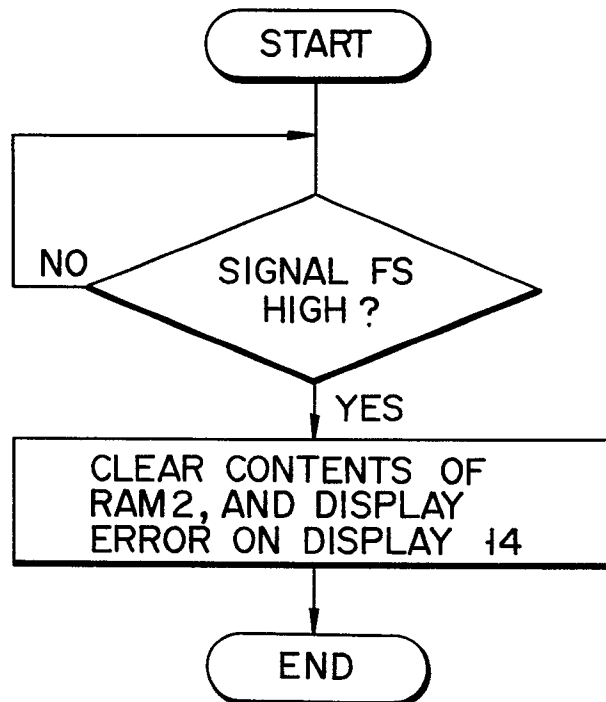 START
NO
SIGNAL FS
HIGH ?
YES
CLEAR CONTENTS OF
RAM2, AND DISPLAY
ERROR ON DISPLAY 14
END